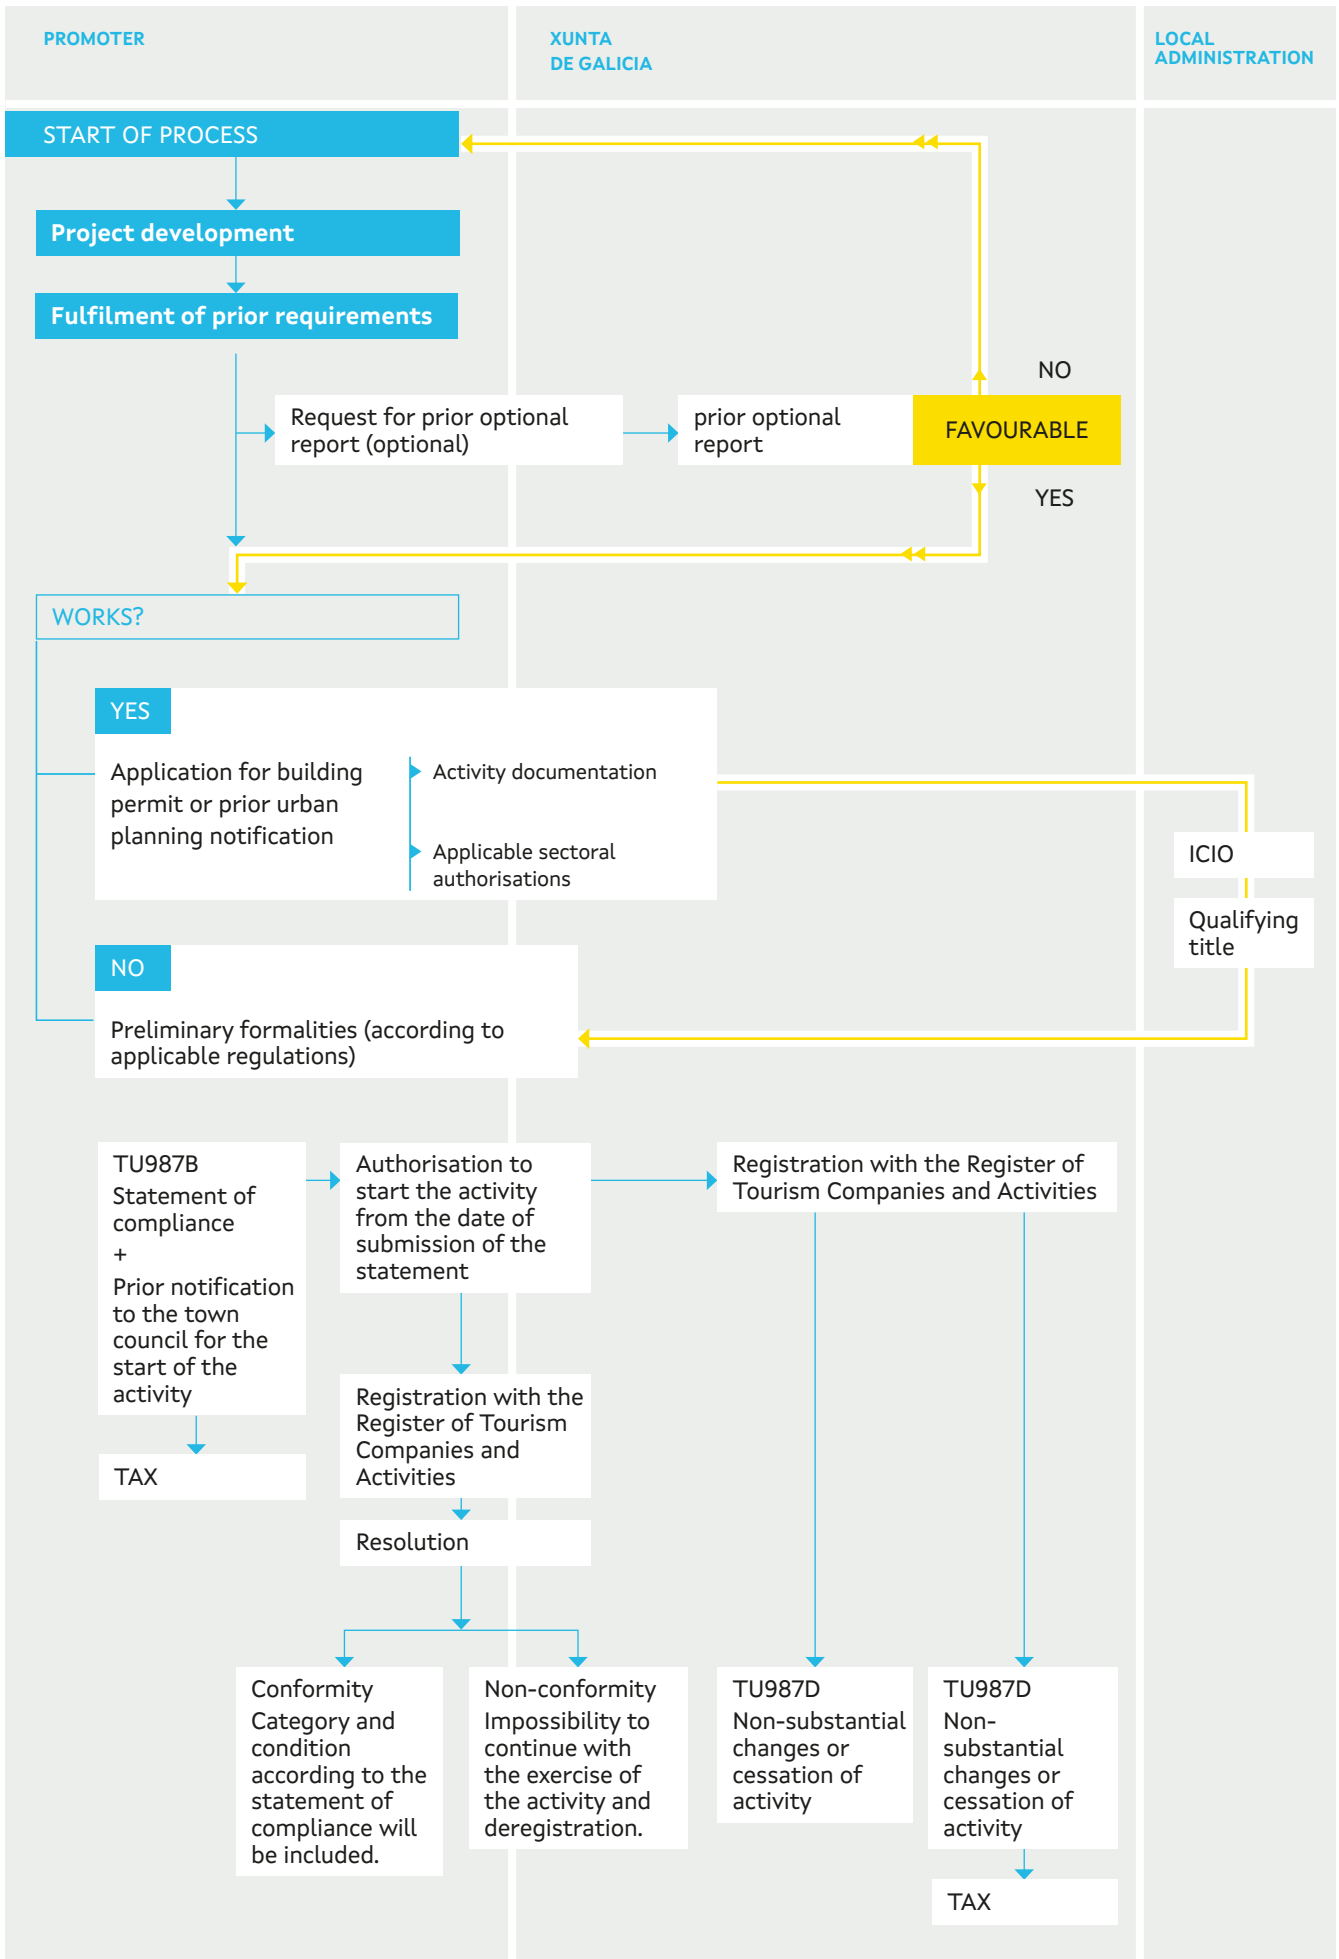 PROMOTER
XUNTA
DE GALICIA
LOCAL
ADMINISTRATION
START OF PROCESS
Project development
Fulfilment of prior requirements
NO
Request for prior optional
report (optional)
prior optional
report
FAVOURABLE
YES
WORKS?
YES
Application for building
permit or prior urban
planning notification
Activity documentation
Applicable sectoral
authorisations
ICIO
Qualifying
title
NO
Preliminary formalities (according to
applicable regulations)
TU987B
Statement of
compliance
+
Prior notification
to the town
council for the
start of the
activity
TAX
Authorisation to
start the activity
from the date of
submission of the
statement
Registration with the Register of
Tourism Companies and Activities
Registration with the
Register of Tourism
Companies and
Activities
Resolution
Conformity
Category and
condition
according to the
statement of
compliance will
be included.
Non-conformity
Impossibility to
continue with
the exercise of
the activity and
deregistration.
TU987D
Non-substantial
changes or
cessation of
activity
TU987D
Non-
substantial
changes or
cessation of
activity
TAX